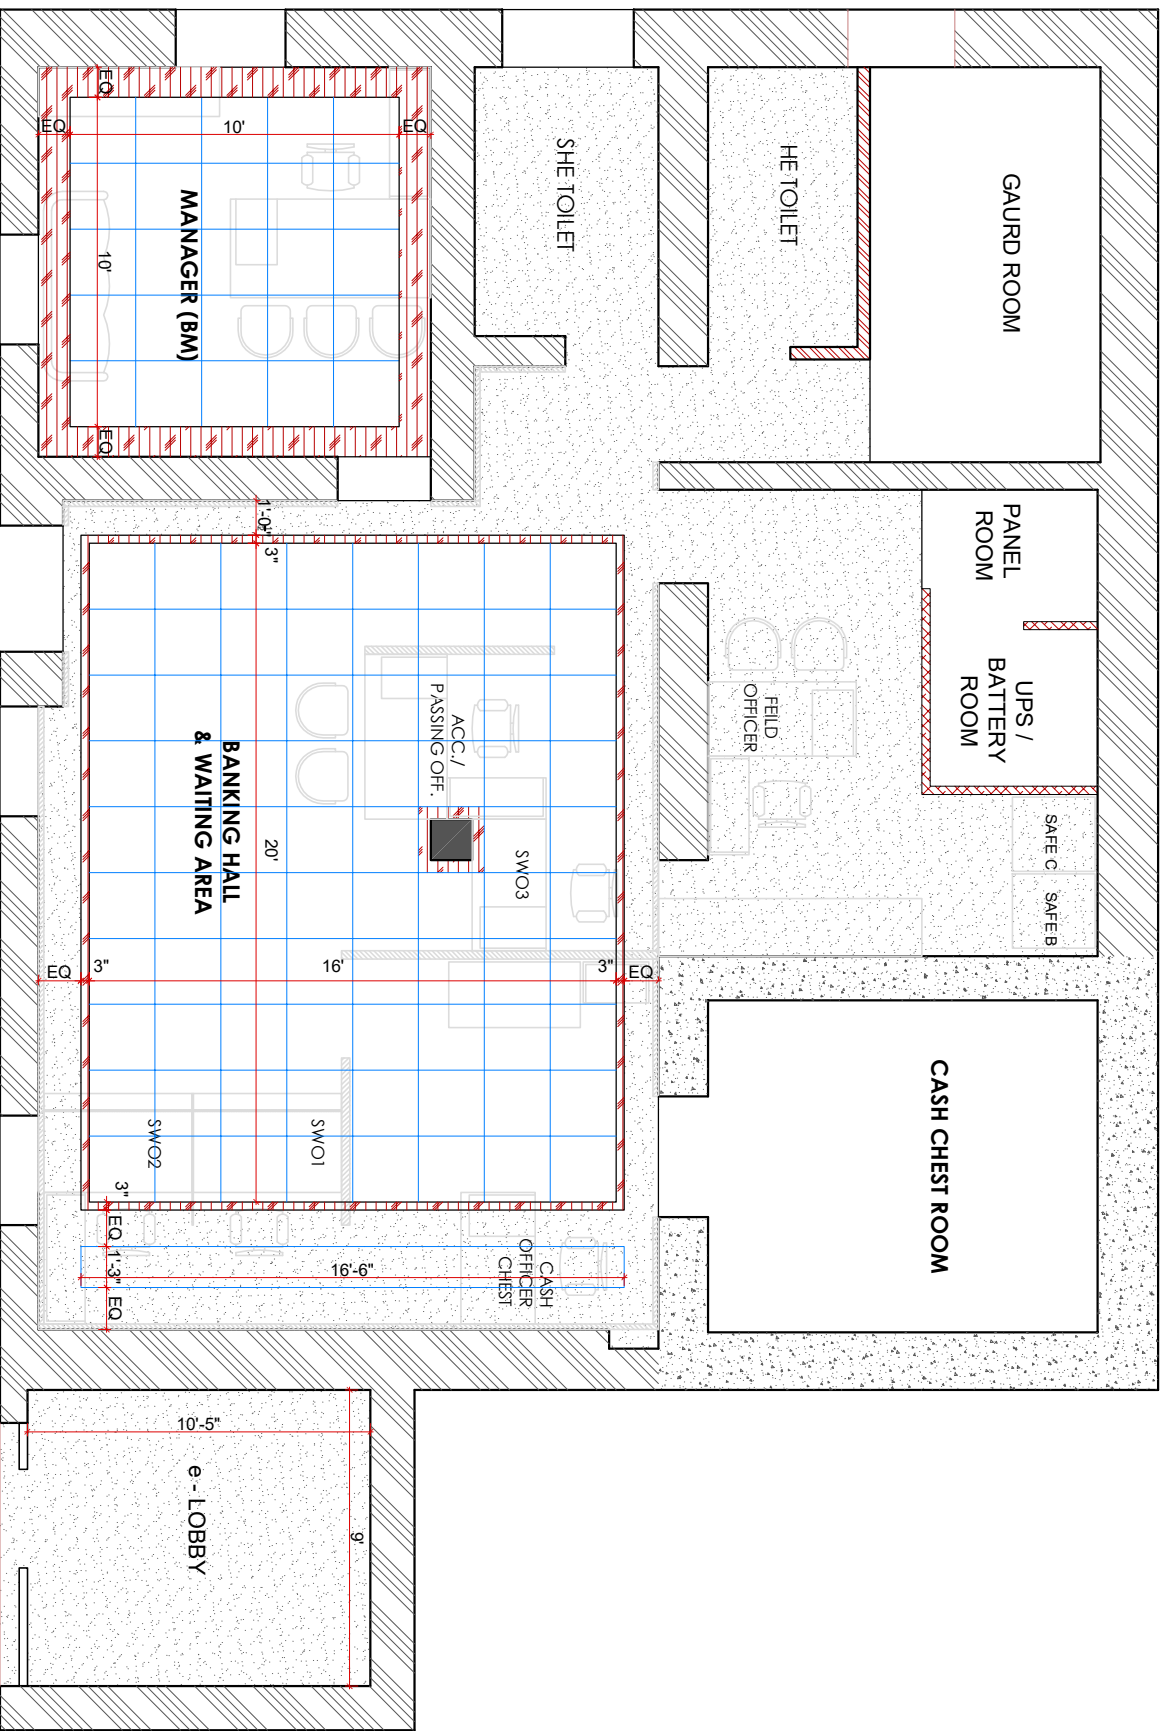 EQ
EQ
10'
EQ
MANAGER (BM)
10'
EQ
SHE TOILET
HE TOILET
GAURD ROOM
1'-0½"
3"
PANEL
ROOM
UPS /
BATTERY
ROOM
FEILD
OFFICER
ACC./
PASSING OFF.
BANKING HALL
& WAITING AREA
20'
SWO3
SAFE C
SAFE B
EQ
3"
16'
3"
EQ
CASH CHEST ROOM
SWO2
SWO1
3"
EQ
1'-3"
EQ
16'-6"
CASH
OFFICER
CHEST
10'-5"
e - LOBBY
9'